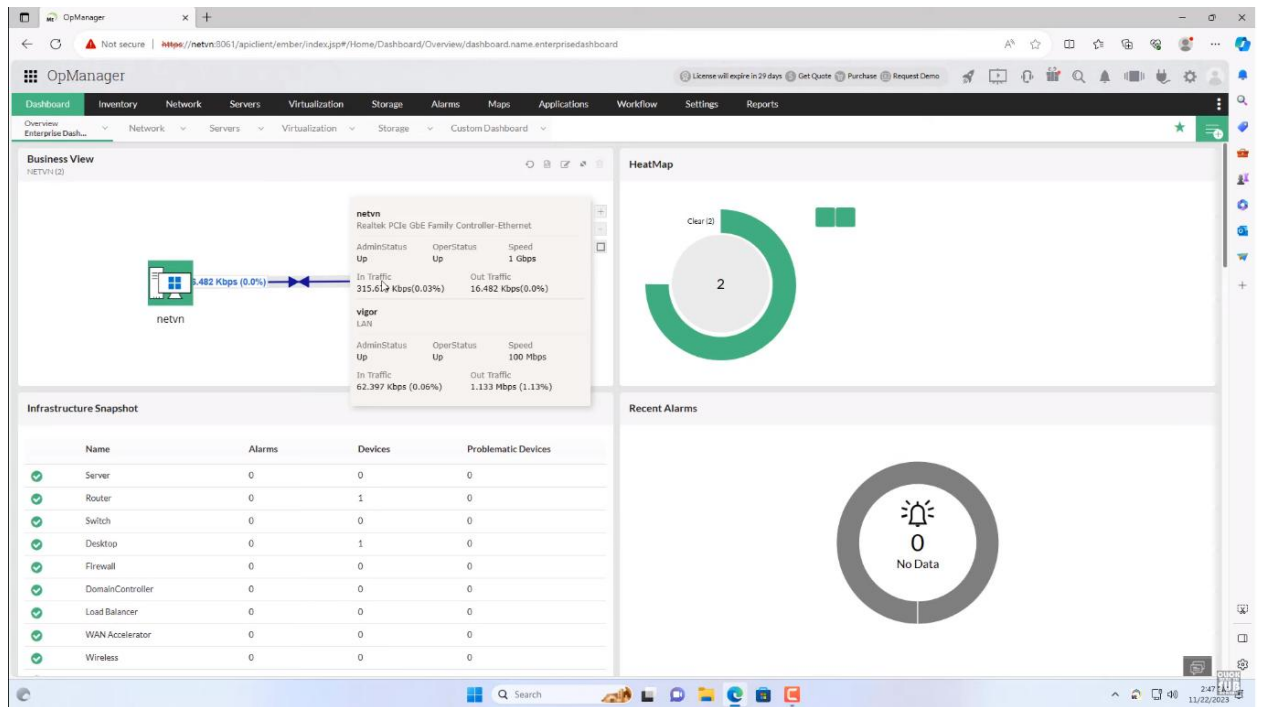 OpManager
Not secure
https://netvn:8061/apiclient/ember/index.jsp#/Home/Dashboard/Overview/dashboard.name.enterprisedashboard
OpManager
License will expire in 29 days Get Quote Purchase Request Demo
Dashboard Inventory Network Servers Virtualization Storage Alarms Maps Applications Workflow Settings Reports
Overview
Enterprise Dash... Network Servers Virtualization Storage Custom Dashboard
Business View
NETVN (2)
.482 Kbps (0.0%)
netvn
netvn
Realtek PCIe GbE Family Controller-Ethernet
AdminStatus OperStatus Speed
Up Up 1 Gbps
In Traffic Out Traffic
Kbps(0.03%) 16.482 Kbps(0.0%)
vigor
LAN
AdminStatus OperStatus Speed
Up Up 100 Mbps
In Traffic Out Traffic
62.397 Kbps (0.06%) 1.133 Mbps (1.13%)
HeatMap
Clear (2)
2
Infrastructure Snapshot
Name Alarms Devices Problematic Devices
Server 0 0 0
Router 0 1 0
Switch 0 0 0
Desktop 0 1 0
Firewall 0 0 0
DomainController 0 0 0
Load Balancer 0 0 0
WAN Accelerator 0 0 0
Wireless 0 0 0
Recent Alarms
0
No Data
Search
2:47
11/22/2023